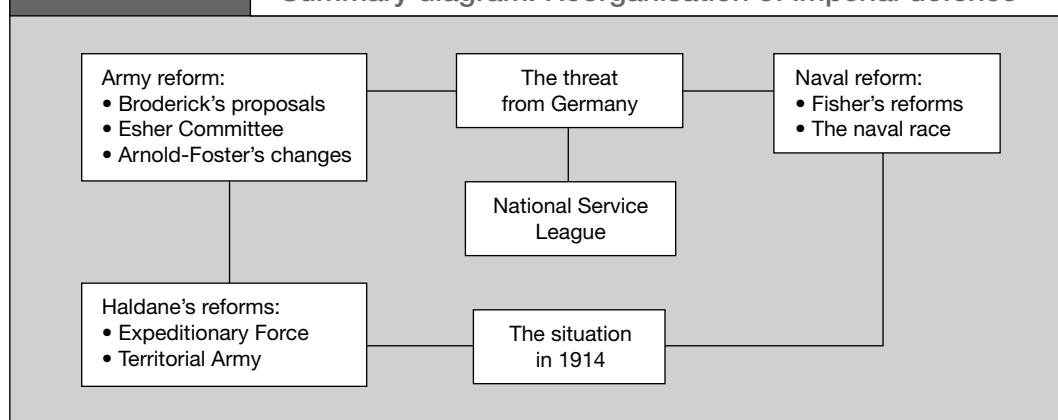 Summary diagram: Reorganisation of imperial defence
Army reform:
• Broderick's proposals
• Esher Committee
• Arnold-Foster's changes
The threat
from Germany
Naval reform:
• Fisher's reforms
• The naval race
National Service
League
Haldane's reforms:
• Expeditionary Force
• Territorial Army
The situation
in 1914